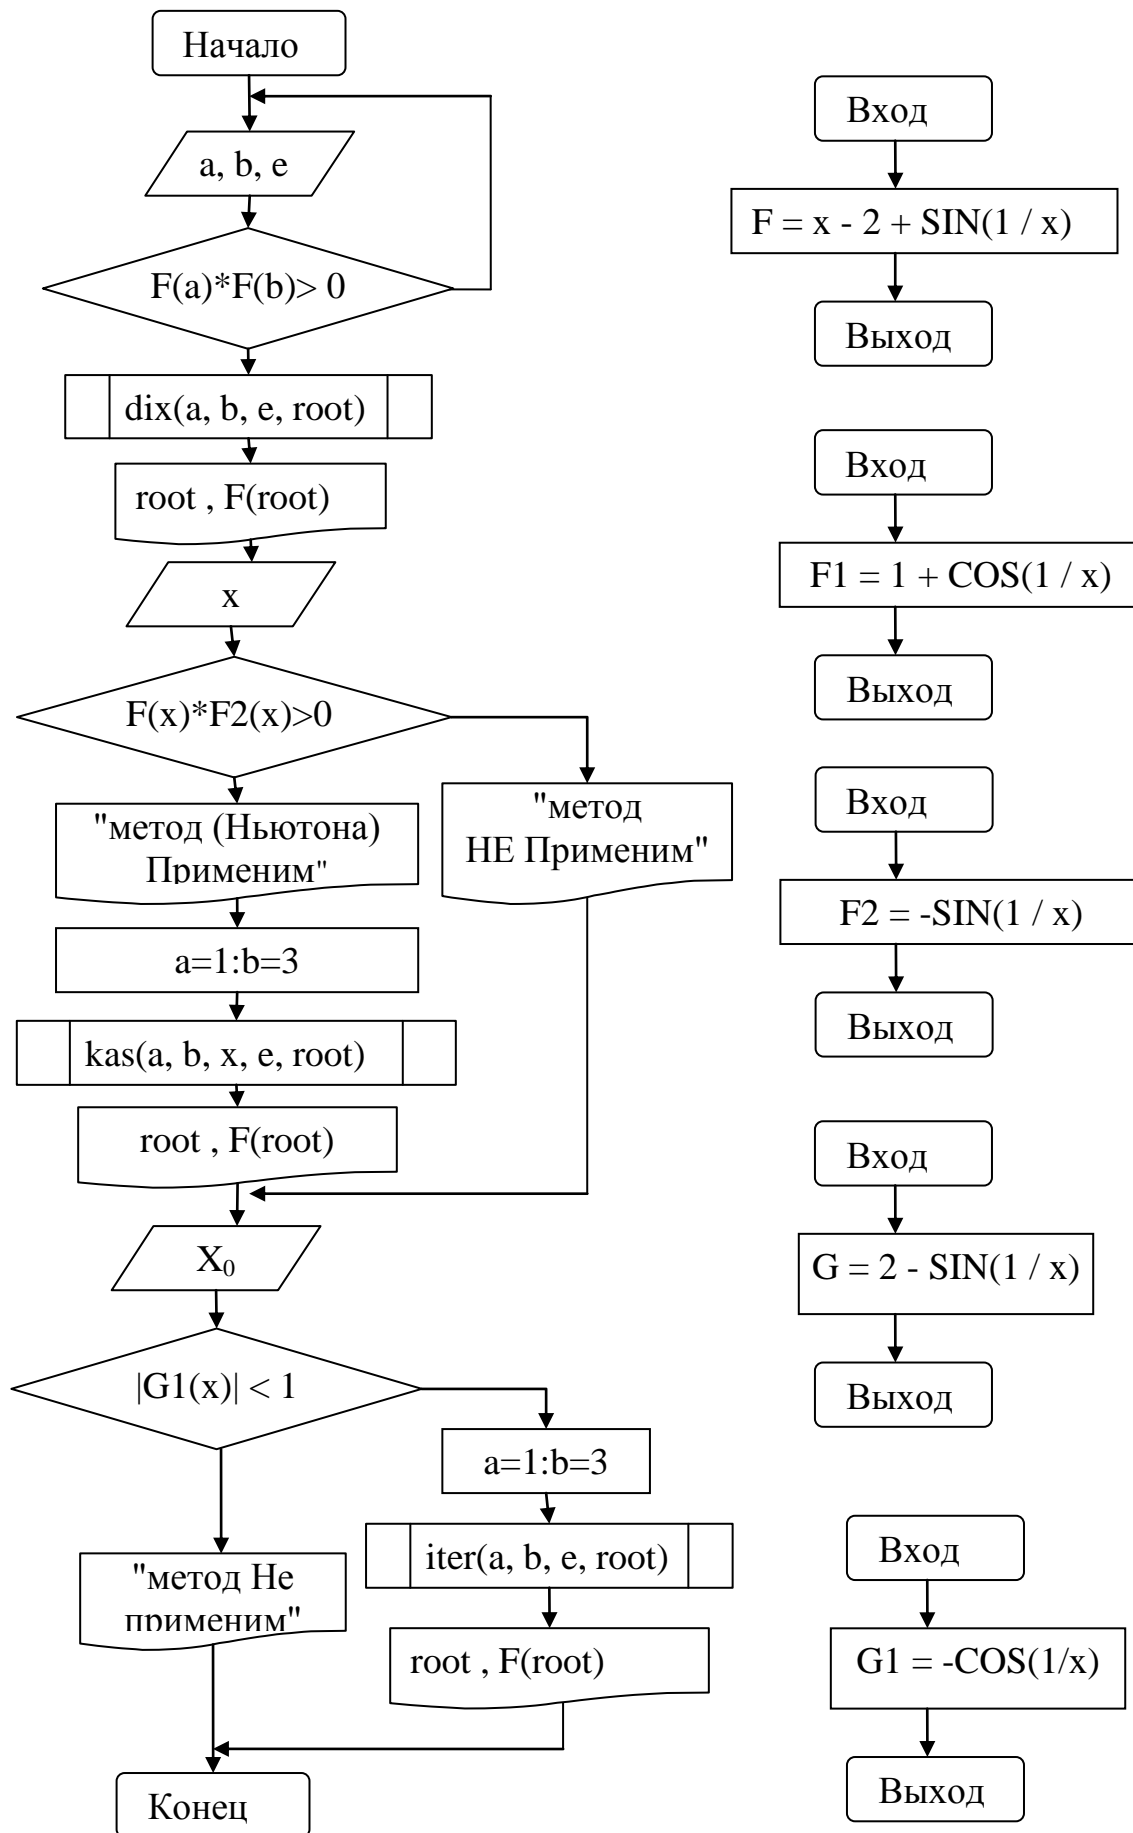 Начало
a, b, e
F(a)*F(b)> 0
dix(a, b, e, root)
root , F(root)
x
F(x)*F2(x)>0
"метод (Ньютона)
Применим"
"метод
НЕ Применим"
a=1:b=3
kas(a, b, x, e, root)
root , F(root)
X₀
|G1(x)| < 1
a=1:b=3
iter(a, b, e, root)
"метод Не
применим"
root , F(root)
Конец
Вход
F = x - 2 + SIN(1 / x)
Выход
Вход
F1 = 1 + COS(1 / x)
Выход
Вход
F2 = -SIN(1 / x)
Выход
Вход
G = 2 - SIN(1 / x)
Выход
Вход
G1 = -COS(1/x)
Выход